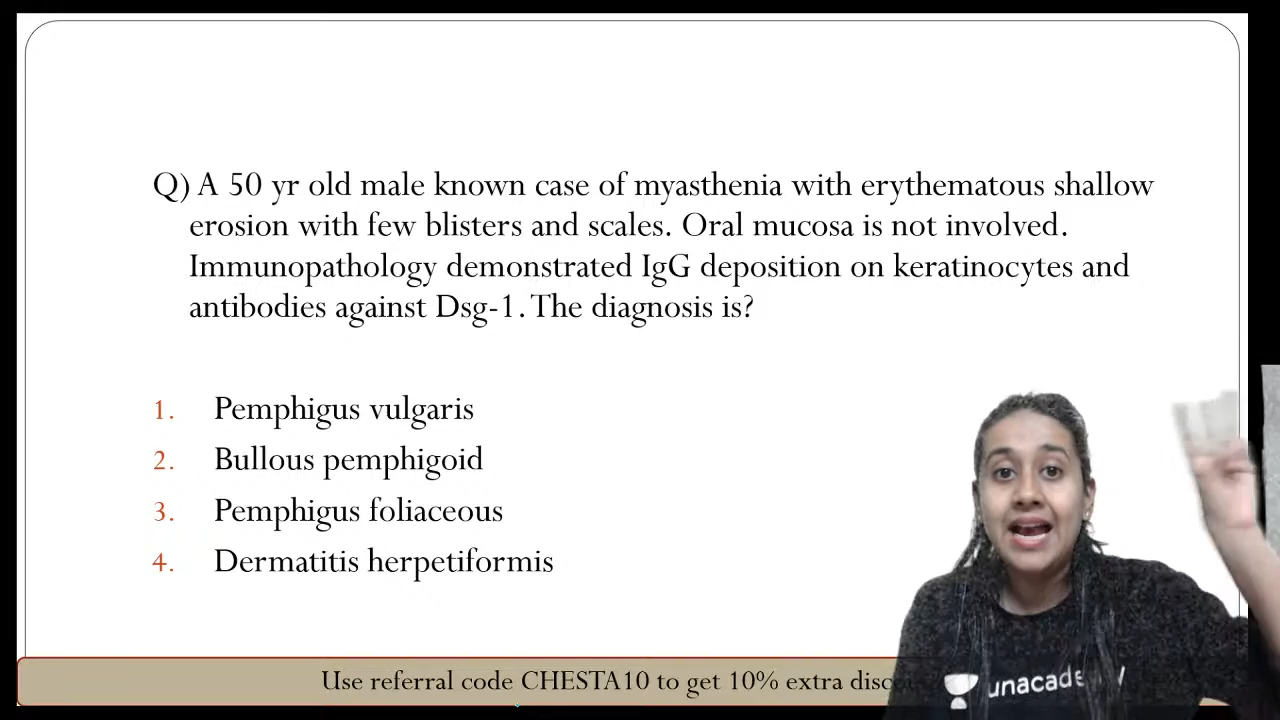 Q) A 50 yr old male known case of myasthenia with erythematous shallow
erosion with few blisters and scales. Oral mucosa is not involved.
Immunopathology demonstrated IgG deposition on keratinocytes and
antibodies against Dsg-1. The diagnosis is?
1. Pemphigus vulgaris
2. Bullous pemphigoid
3. Pemphigus foliaceous
4. Dermatitis herpetiformis
Use referral code CHESTA10 to get 10% extra
unacademy